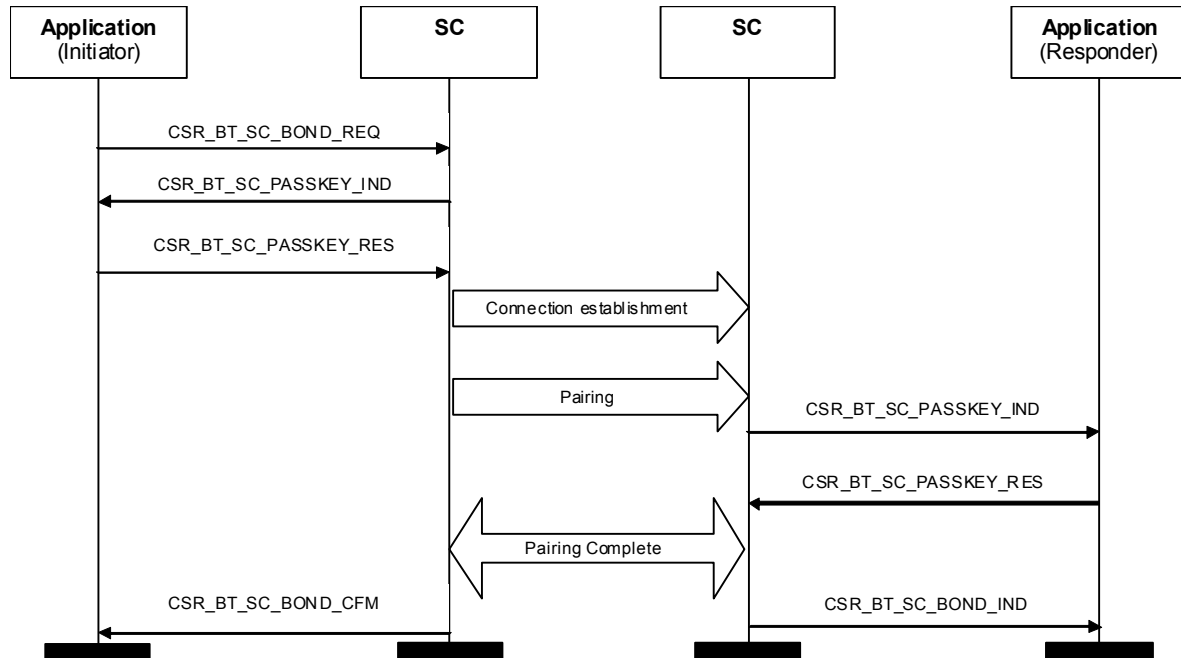 Application
(Initiator)
SC
SC
Application
(Responder)
CSR_BT_SC_BOND_REQ
CSR_BT_SC_PASSKEY_IND
CSR_BT_SC_PASSKEY_RES
Connection establishment
Pairing
CSR_BT_SC_PASSKEY_IND
CSR_BT_SC_PASSKEY_RES
Pairing Complete
CSR_BT_SC_BOND_CFM
CSR_BT_SC_BOND_IND